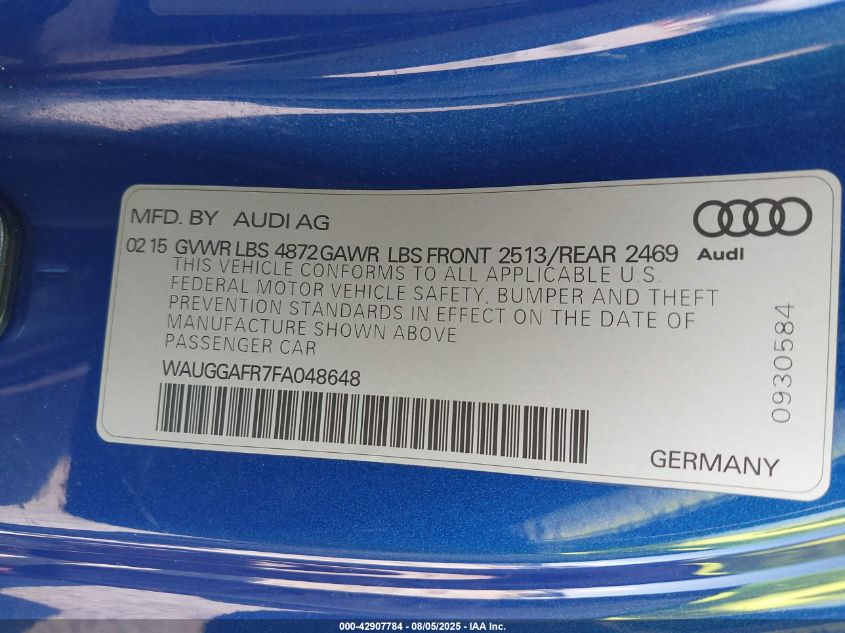 MFD. BY AUDI AG
02 15 GVWR LBS 4872 GAWR LBS FRONT 2513/REAR 2469
Audi
THIS VEHICLE CONFORMS TO ALL APPLICABLE U.S.
FEDERAL MOTOR VEHICLE SAFETY, BUMPER AND THEFT
PREVENTION STANDARDS IN EFFECT ON THE DATE OF
MANUFACTURE SHOWN ABOVE
PASSENGER CAR
WAUGGAFR7FA048648
0930584
GERMANY
000-42907784 - 08/05/2025 - IAA Inc.